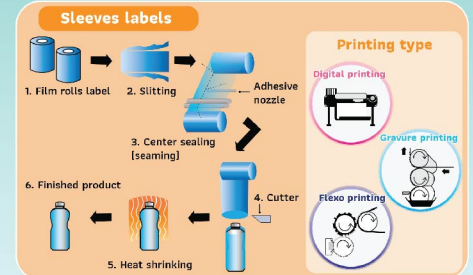 Sleeves labels
1. Film rolls label
2. Slitting
Adhesive
nozzle
3. Center sealing
[seaming]
4. Cutter
5. Heat shrinking
6. Finished product
Printing type
Digital printing
Gravure printing
Flexo printing